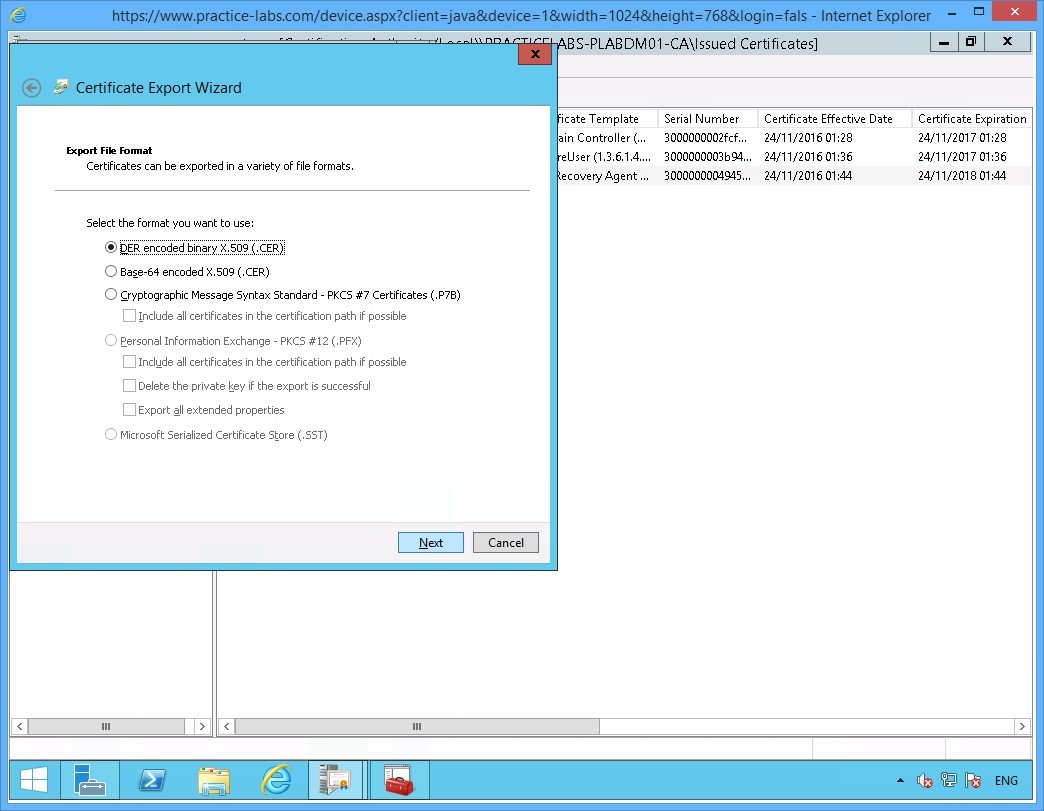 https://www.practice-labs.com/device.aspx?client=java&device=1&width=1024&height=768&login=fals - Internet Explorer
ABS-PLABDM01-CA\Issued Certificates]
Certificate Export Wizard
Export File Format
Certificates can be exported in a variety of file formats.
Select the format you want to use:
DER encoded binary X.509 (.CER)
Base-64 encoded X.509 (.CER)
Cryptographic Message Syntax Standard - PKCS #7 Certificates (.P7B)
Include all certificates in the certification path if possible
Personal Information Exchange - PKCS #12 (.PFX)
Include all certificates in the certification path if possible
Delete the private key if the export is successful
Export all extended properties
Microsoft Serialized Certificate Store (.SST)
Next Cancel
ficate Template Serial Number Certificate Effective Date Certificate Expiration
ain Controller (... 3000000002fcf... 24/11/2016 01:28 24/11/2017 01:28
reUser (1.3.6.1.4.... 3000000003b94... 24/11/2016 01:36 24/11/2017 01:36
Recovery Agent ... 3000000004945... 24/11/2016 01:44 24/11/2018 01:44
ENG